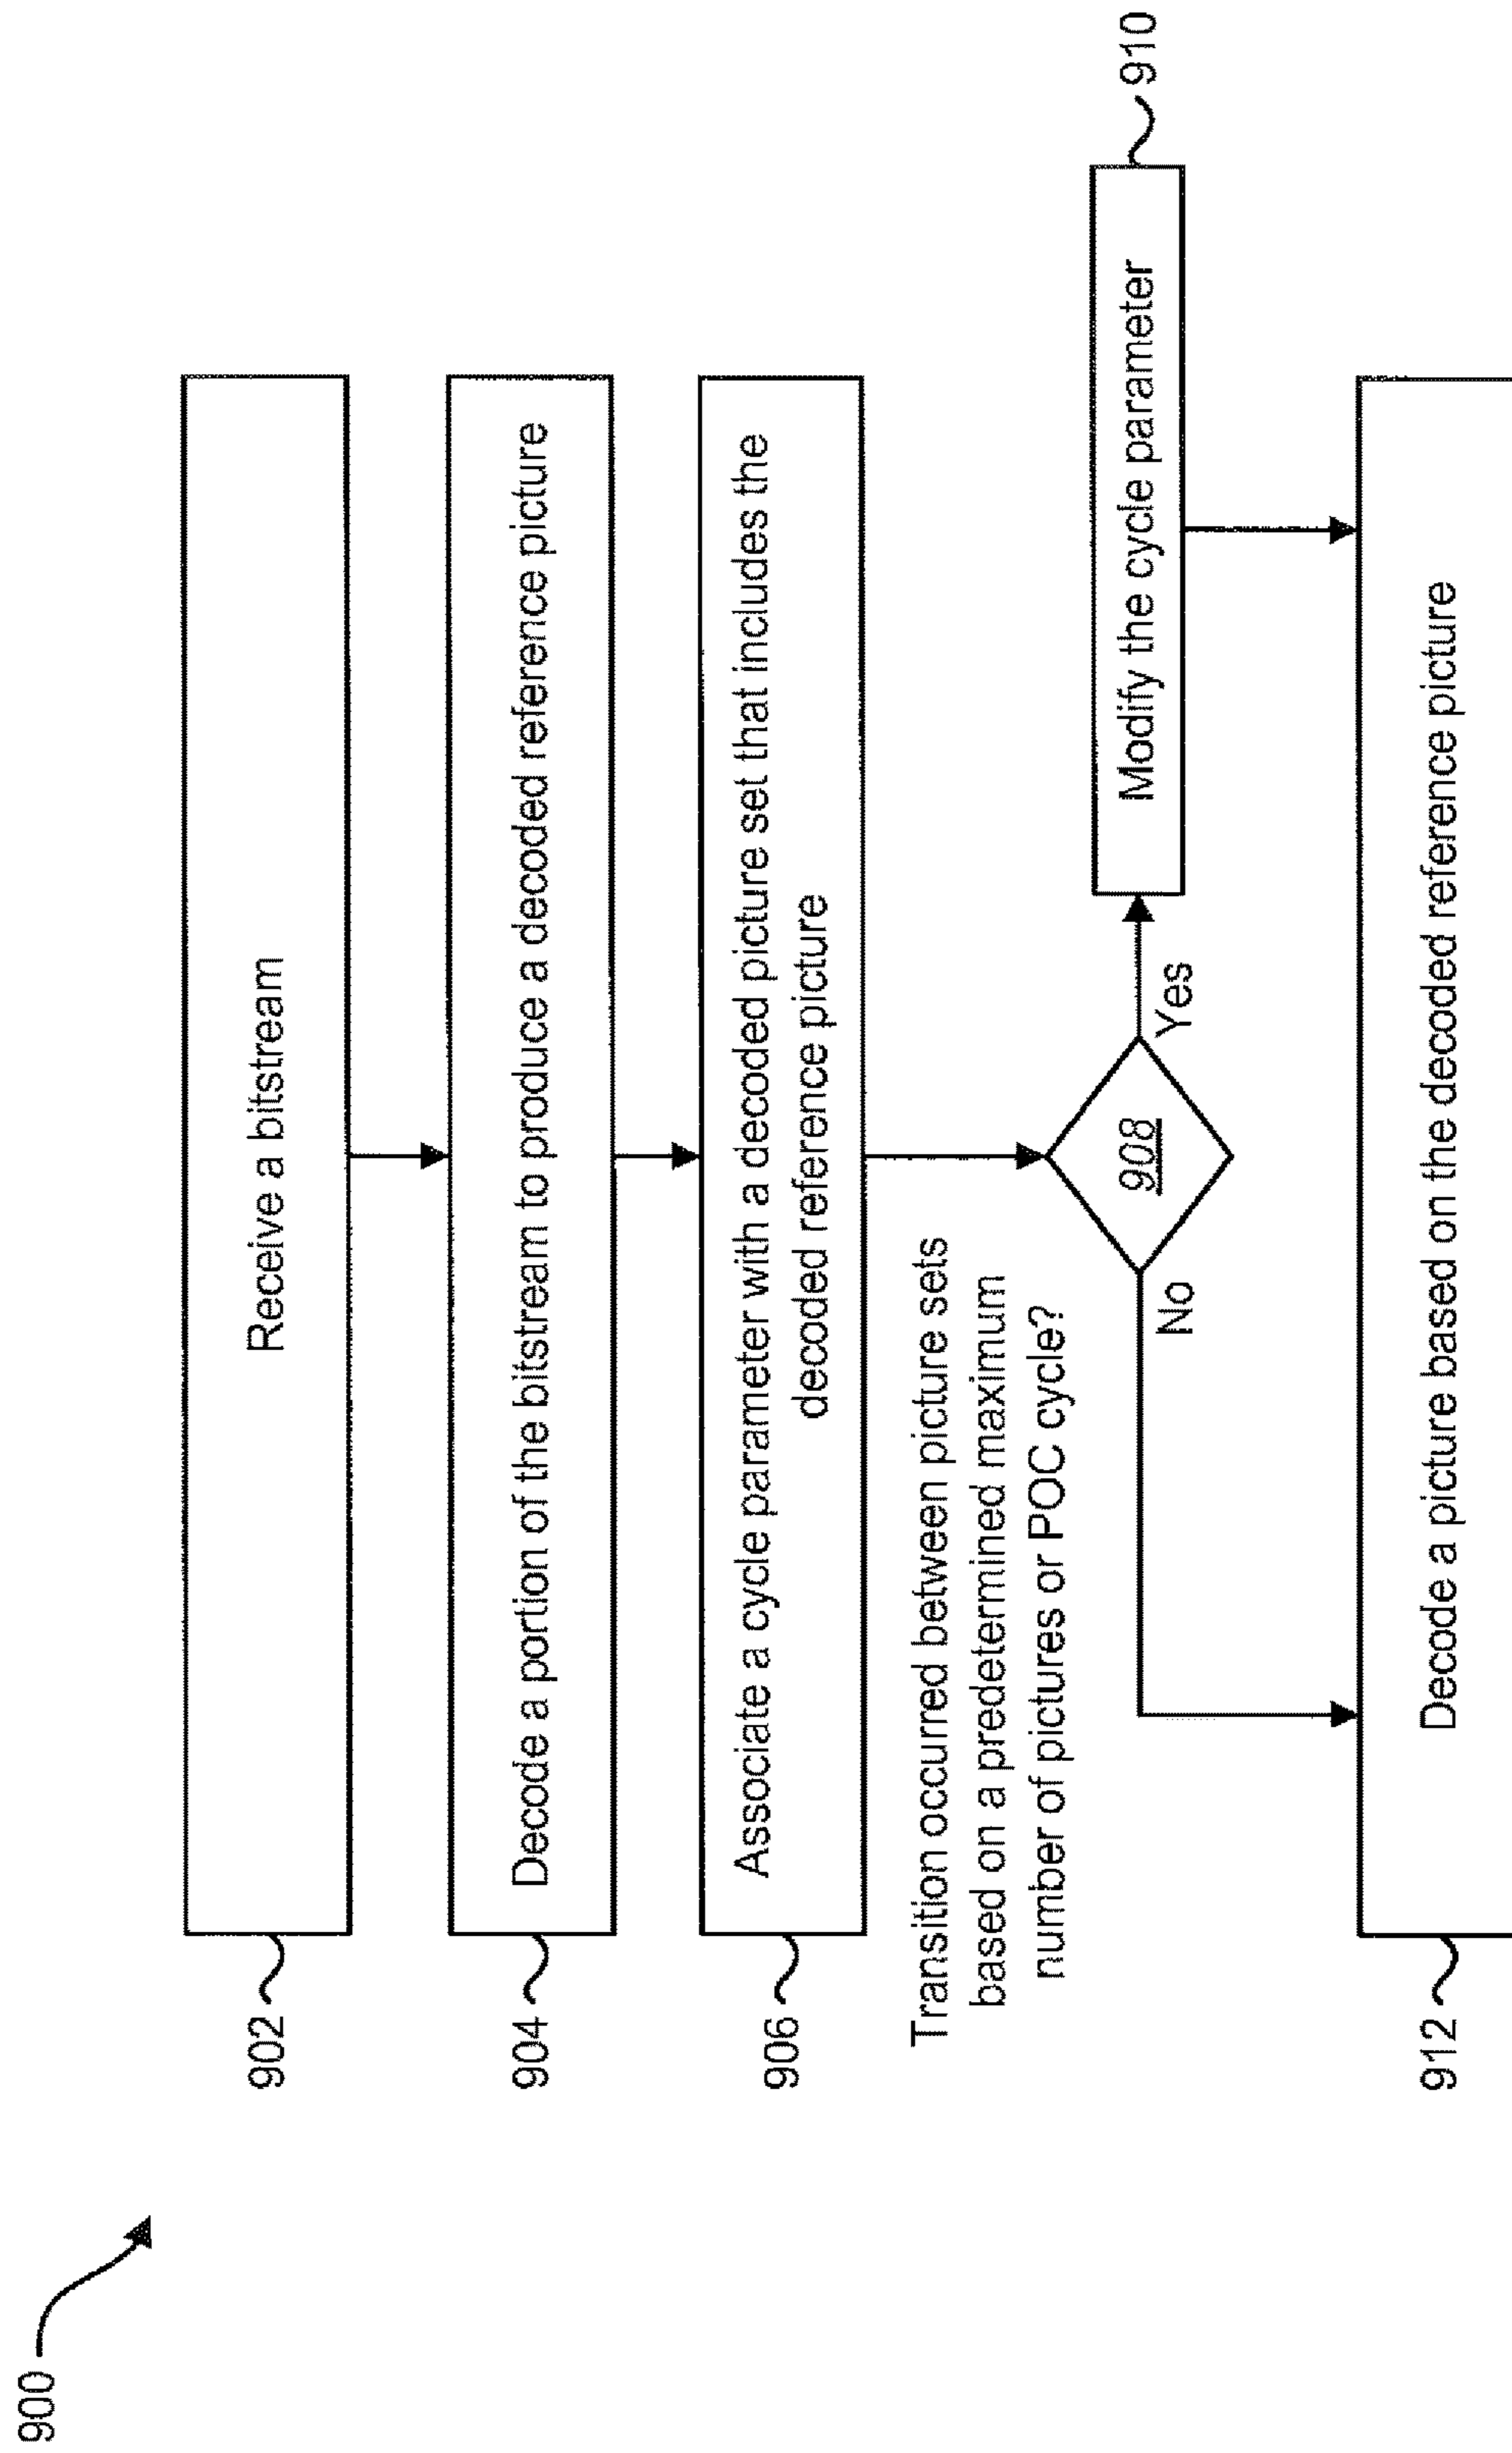 900
902
Receive a bitstream
904
Decode a portion of the bitstream to produce a decoded reference picture
906
Associate a cycle parameter with a decoded picture set that includes the
decoded reference picture
Transition occurred between picture sets
based on a predetermined maximum
number of pictures or POC cycle?
908
No
Yes
Modify the cycle parameter
910
912
Decode a picture based on the decoded reference picture